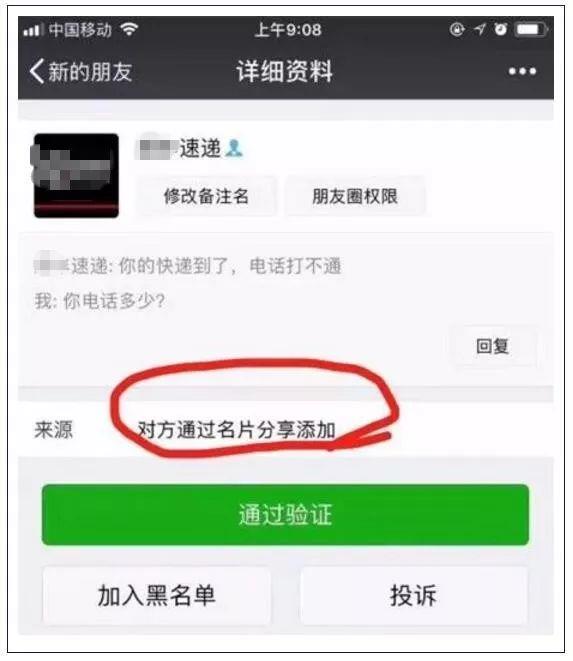 中国移动
上午9:08
新的朋友
详细资料
速递
修改备注名
朋友圈权限
速递: 你的快递到了，电话打不通
我: 你电话多少?
回复
来源
对方通过名片分享添加
通过验证
加入黑名单
投诉